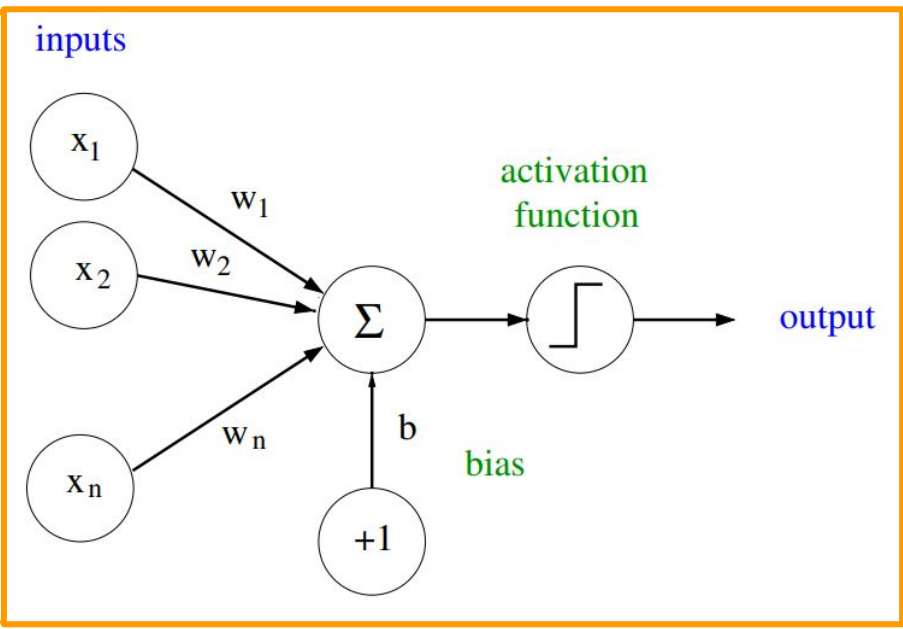 inputs
x1
w1
activation
function
x2
w2
Σ
output
wn
b
bias
xn
+1